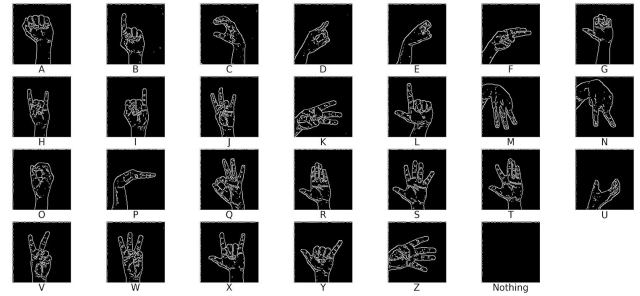 A B C D E F G
H I J K L M N
O P Q R S T U
V W X Y Z Nothing